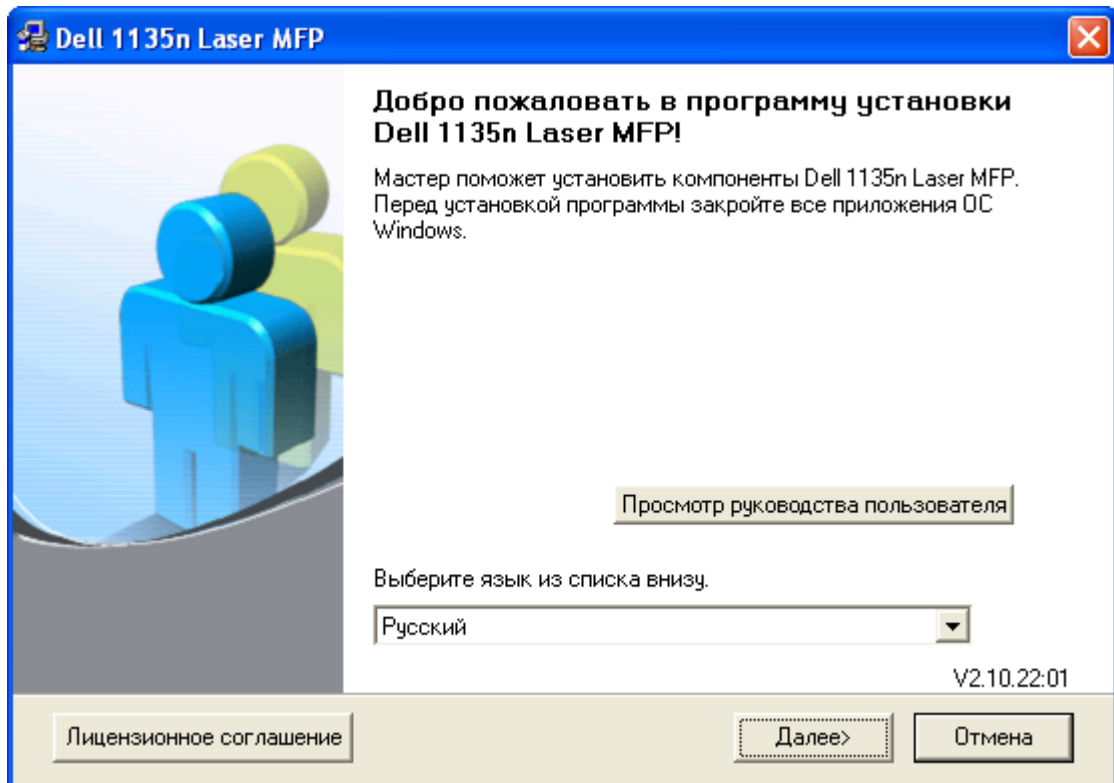 Dell 1135n Laser MFP
Добро пожаловать в программу установки
Dell 1135n Laser MFP!
Мастер поможет установить компоненты Dell 1135n Laser MFP.
Перед установкой программы закройте все приложения ОС
Windows.
Просмотр руководства пользователя
Выберите язык из списка внизу.
Русский
V2.10.22:01
Лицензионное соглашение
Далее>
Отмена